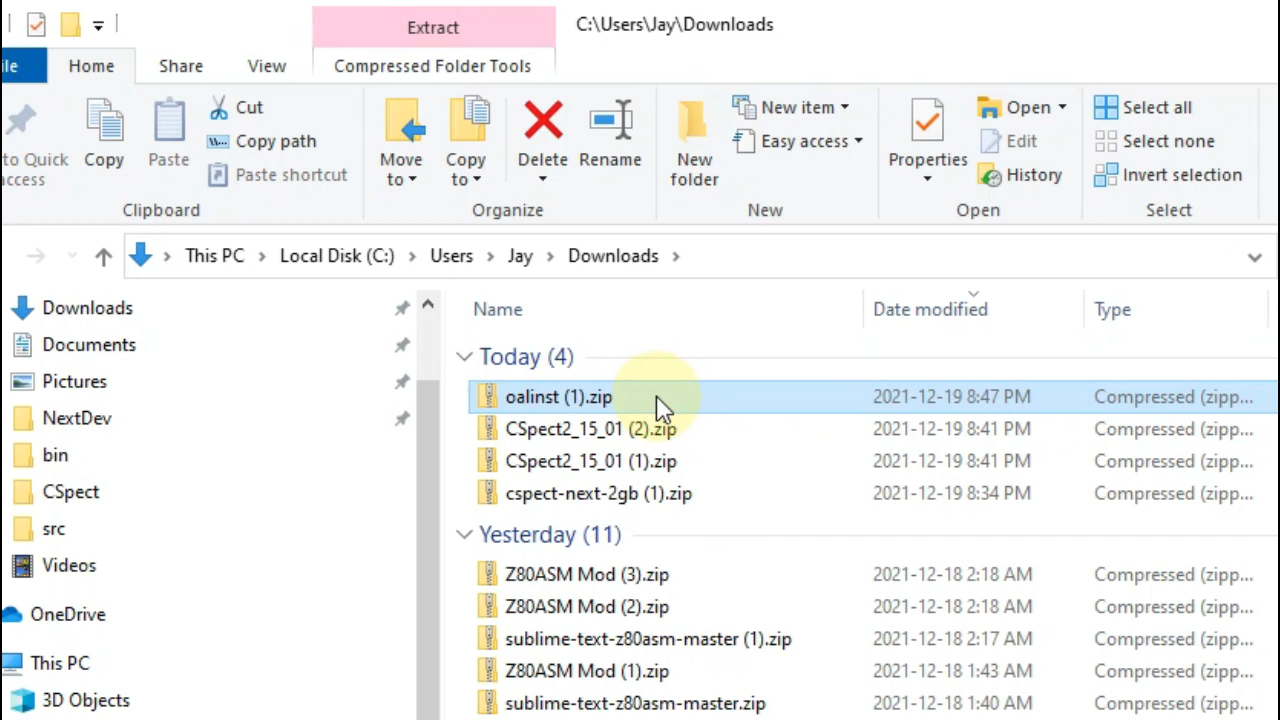 Extract C:\Users\Jay\Downloads
ile Home Share View Compressed Folder Tools
Cut
Copy path
Paste shortcut
to Quick
ccess
Copy
Paste
Clipboard
Move
to
Copy
to
Delete
Rename
Organize
New
folder
New item
Easy access
New
Properties
Open
Edit
History
Open
Select all
Select none
Invert selection
Select
This PC Local Disk (C:) Users Jay Downloads
Downloads
Documents
Pictures
NextDev
bin
CSpect
src
Videos
OneDrive
This PC
3D Objects
Name Date modified Type
Today (4)
oalinst (1).zip 2021-12-19 8:47 PM Compressed (zipp...
CSpect2_15_01 (2).zip 2021-12-19 8:41 PM Compressed (zipp...
CSpect2_15_01 (1).zip 2021-12-19 8:41 PM Compressed (zipp...
cspect-next-2gb (1).zip 2021-12-19 8:34 PM Compressed (zipp...
Yesterday (11)
Z80ASM Mod (3).zip 2021-12-18 2:18 AM Compressed (zipp...
Z80ASM Mod (2).zip 2021-12-18 2:18 AM Compressed (zipp...
sublime-text-z80asm-master (1).zip 2021-12-18 2:17 AM Compressed (zipp...
Z80ASM Mod (1).zip 2021-12-18 1:43 AM Compressed (zipp...
sublime-text-z80asm-master.zip 2021-12-18 1:40 AM Compressed (zipp...